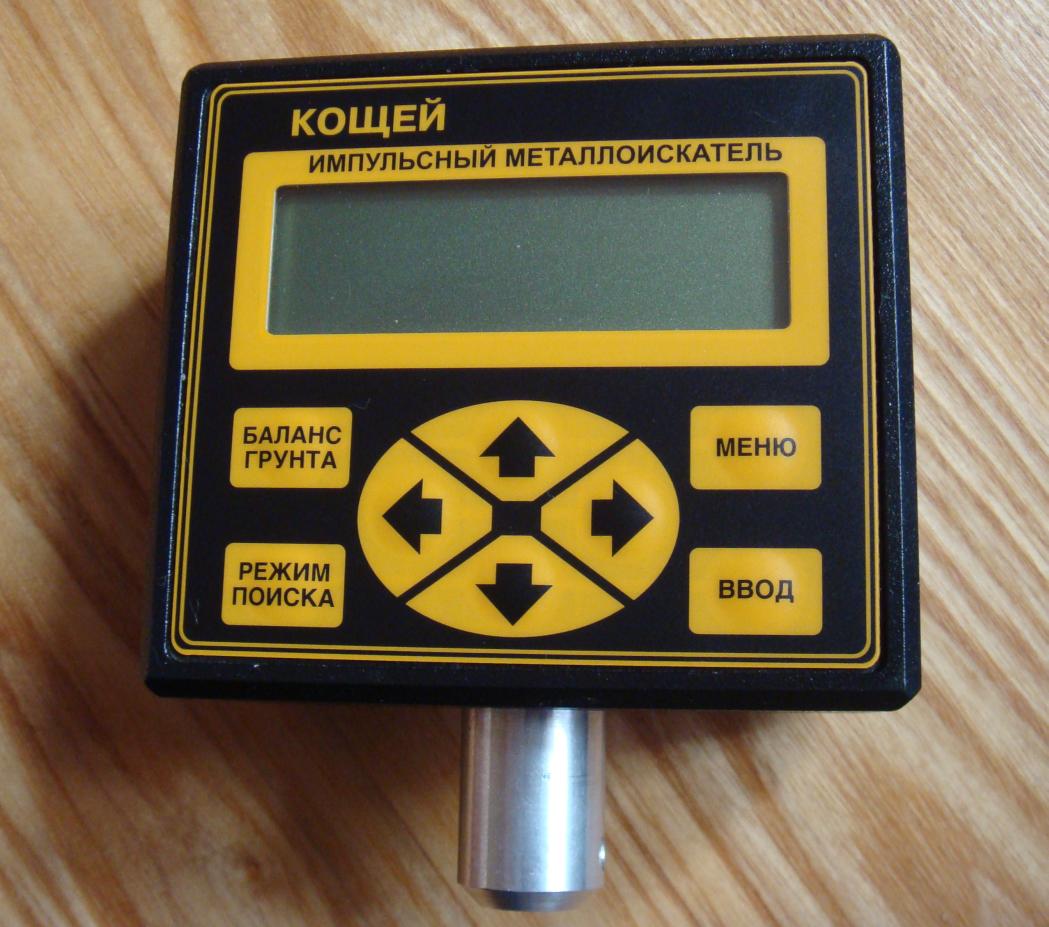 КОЩЕЙ
ИМПУЛЬСНЫЙ МЕТАЛЛОИСКАТЕЛЬ
БАЛАНС
ГРУНТА
МЕНЮ
РЕЖИМ
ПОИСКА
ВВОД